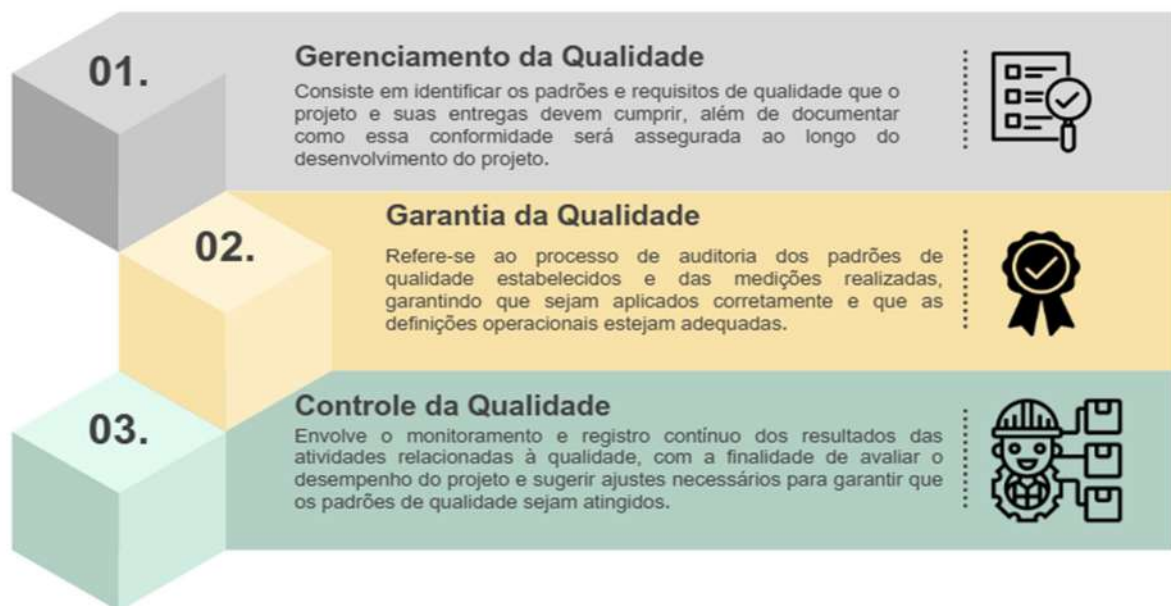 01.
Gerenciamento da Qualidade
Consiste em identificar os padrões e requisitos de qualidade que o
projeto e suas entregas devem cumprir, além de documentar
como essa conformidade será assegurada ao longo do
desenvolvimento do projeto.
02.
Garantia da Qualidade
Refere-se ao processo de auditoria dos padrões de
qualidade estabelecidos e das medições realizadas,
garantindo que sejam aplicados corretamente e que as
definições operacionais estejam adequadas.
03.
Controle da Qualidade
Envolve o monitoramento e registro contínuo dos resultados das
atividades relacionadas à qualidade, com a finalidade de avaliar o
desempenho do projeto e sugerir ajustes necessários para garantir que
os padrões de qualidade sejam atingidos.